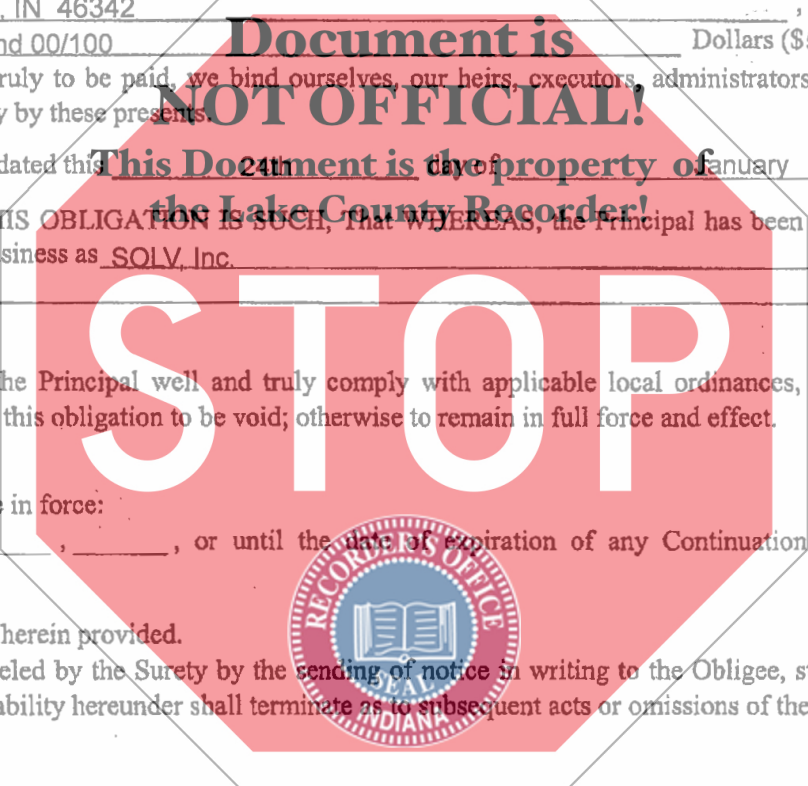 , IN 46342 ,
Document is
nd 00/100 Dollars ($
ruly to be paid, we bind ourselves, our heirs, executors, administrators
NOT OFFICIAL!
y by these presents.
This Document is the property of
dated this 24th day of January
the Lake County Recorder!
IS OBLIGATION IS SUCH, That WHEREAS, the Principal has been
siness as SOLV, Inc.
STOP
he Principal well and truly comply with applicable local ordinances,
this obligation to be void; otherwise to remain in full force and effect.
e in force:
, , or until the date of expiration of any Continuation
RECORDER'S OFFICE
SEAL
INDIANA
herein provided.
eled by the Surety by the sending of notice in writing to the Obligee, s
ability hereunder shall terminate as to subsequent acts or omissions of the